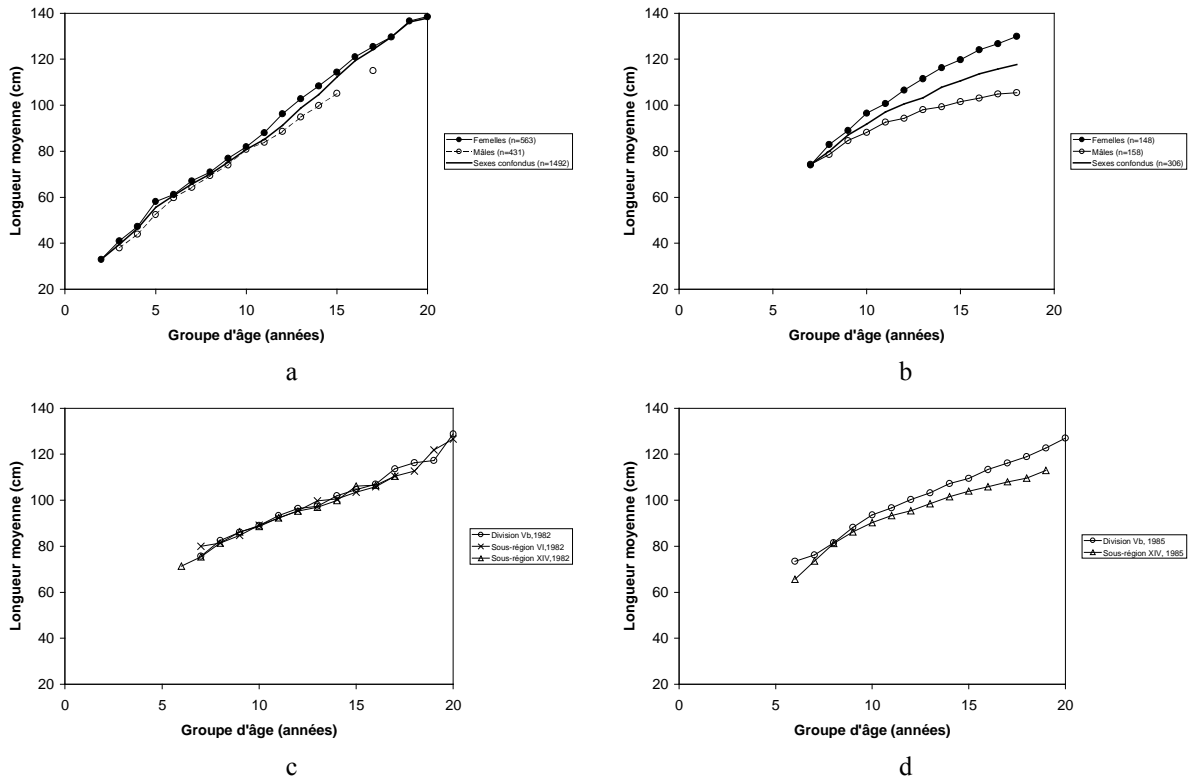 140
120
100
80
60
40
20
Longueur moyenne (cm)
0
5
10
15
20
Groupe d'âge (années)
Femelles (n=563)
Mâles (n=431)
Sexes confondus (n=1492)
a
140
120
100
80
60
40
20
Longueur moyenne (cm)
0
5
10
15
20
Groupe d'âge (années)
Femelles (n=148)
Mâles (n=158)
Sexes confondus (n=306)
b
140
120
100
80
60
40
20
Longueur moyenne (cm)
0
5
10
15
20
Groupe d'âge (années)
Division Vb,1982
Sous-région VI,1982
Sous-région XIV,1982
c
140
120
100
80
60
40
20
Longueur moyenne (cm)
0
5
10
15
20
Groupe d'âge (années)
Division Vb, 1985
Sous-région XIV, 1985
d